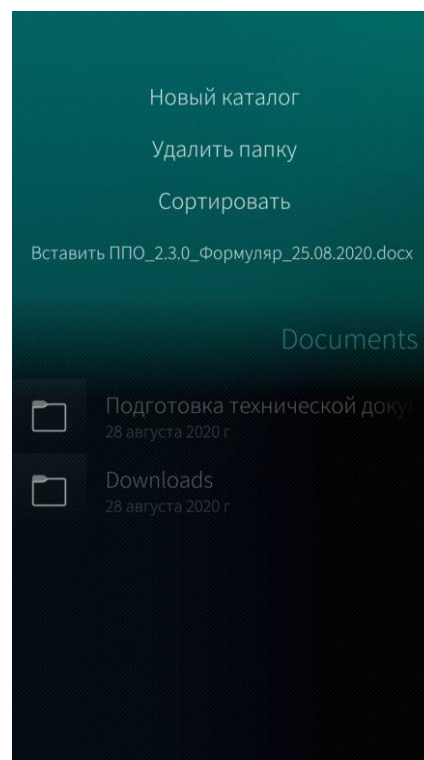 Новый каталог
Удалить папку
Сортировать
Вставить ППО_2.3.0_Формуляр_25.08.2020.docx
Documents
Подготовка технической
28 августа 2020 г
Downloads
28 августа 2020 г